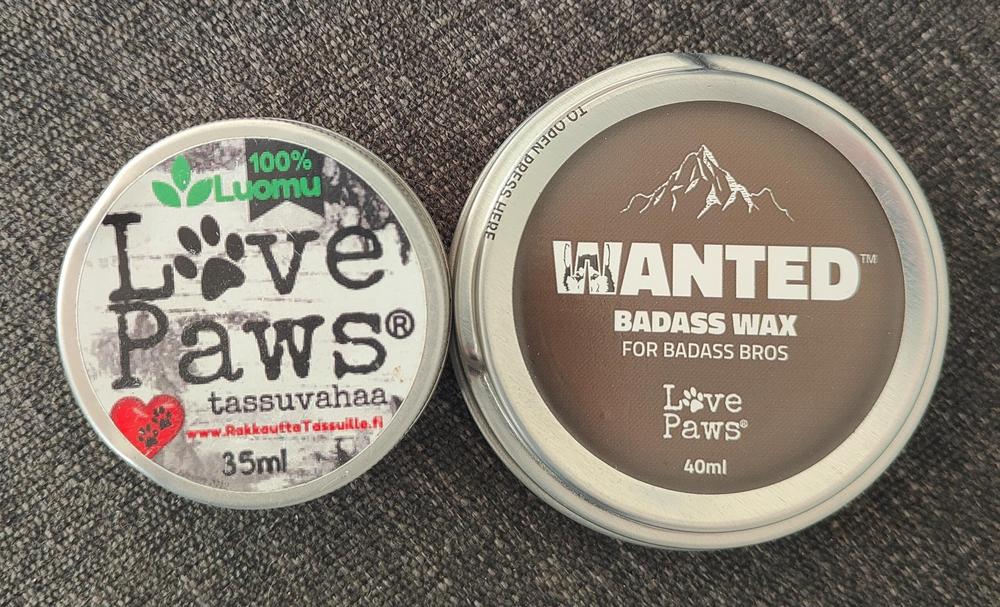 100%
Luomu
Love
Paws®
tassuvahaa
www.RakkauttaTassuille.fi
35ml
TO OPEN PRESS HERE
WANTED™
BADASS WAX
FOR BADASS BROS
Love
Paws®
40ml